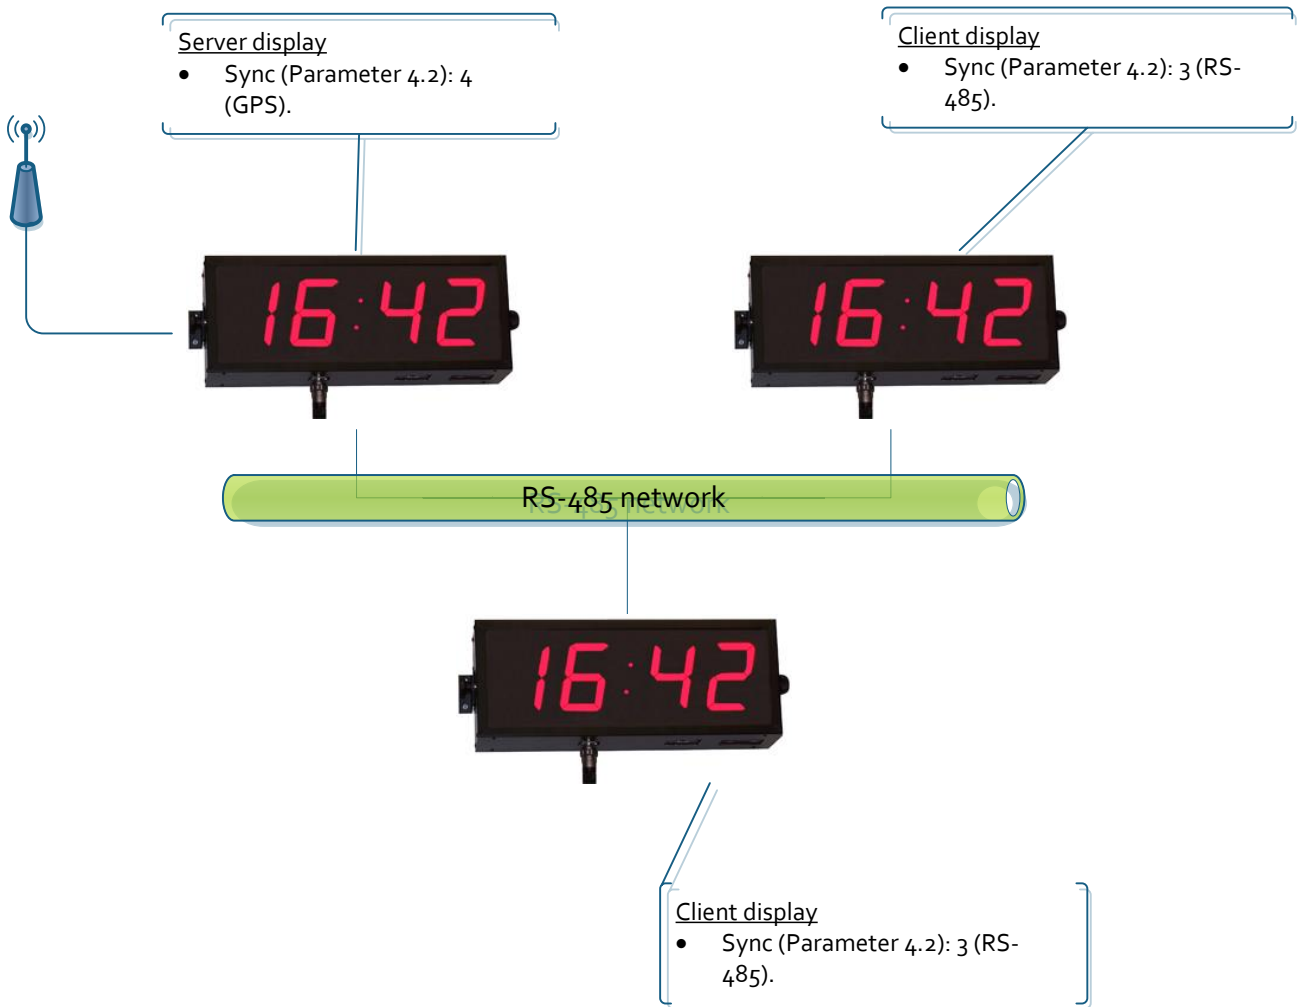 Server display
• Sync (Parameter 4.2): 4
(GPS).
Client display
• Sync (Parameter 4.2): 3 (RS-
485).
16:42
16:42
RS-485 network
16:42
Client display
• Sync (Parameter 4.2): 3 (RS-
485).